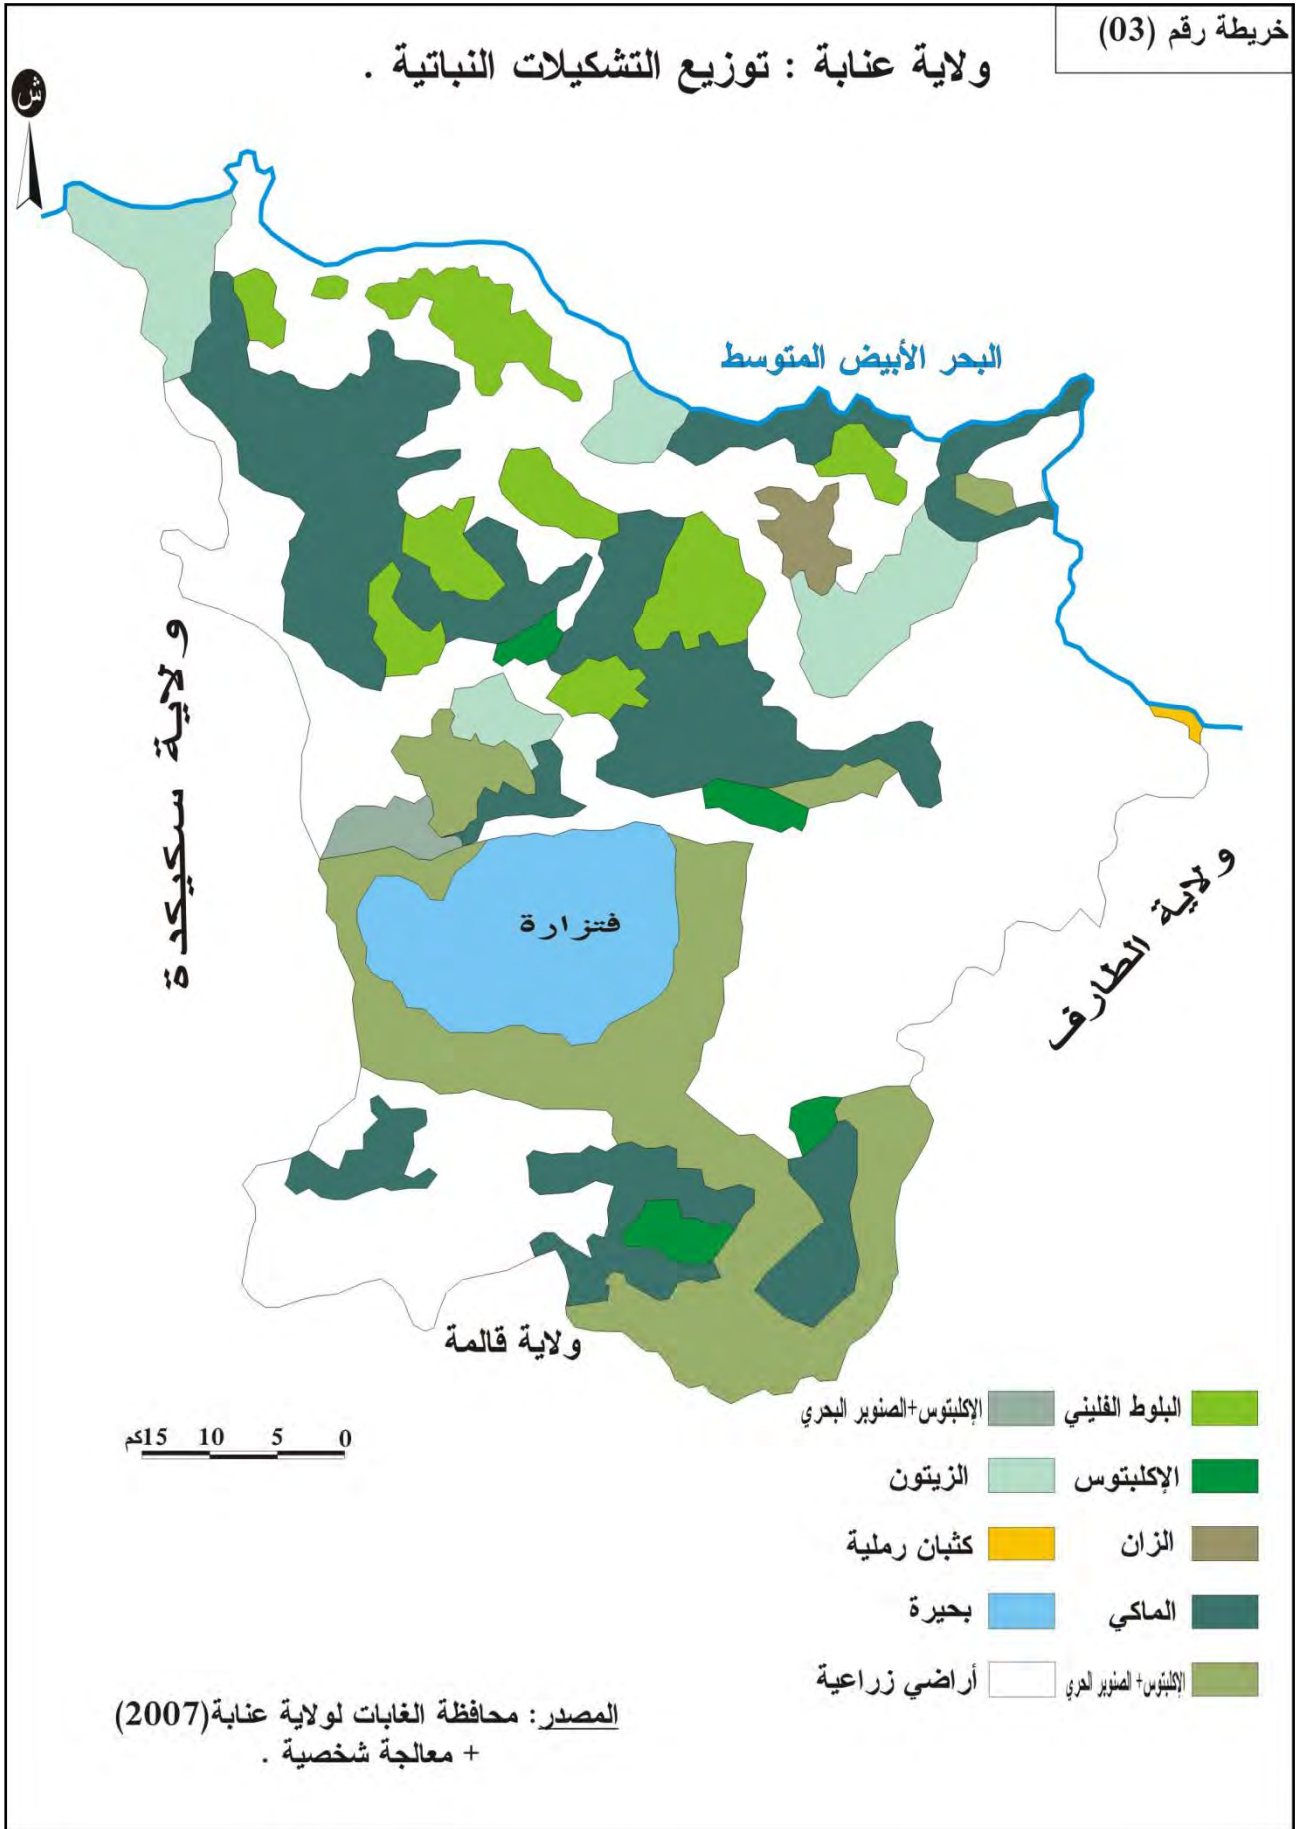 خريطة رقم (03)
ولاية عنابة : توزيع التشكيلات النباتية .
ش
البحر الأبيض المتوسط
ولاية سكيكدة
فتزارة
ولاية الطارف
ولاية قالمة
البلوط الفليني
الإكلبتوس+الصنوبر البحري
الإكلبتوس
الزيتون
الزان
كثبان رملية
الماكي
بحيرة
الإكلبتوس+ الصنوبر الحري
أراضي زراعية
0 5 10 15كم
المصدر: محافظة الغابات لولاية عنابة(2007)
+ معالجة شخصية .